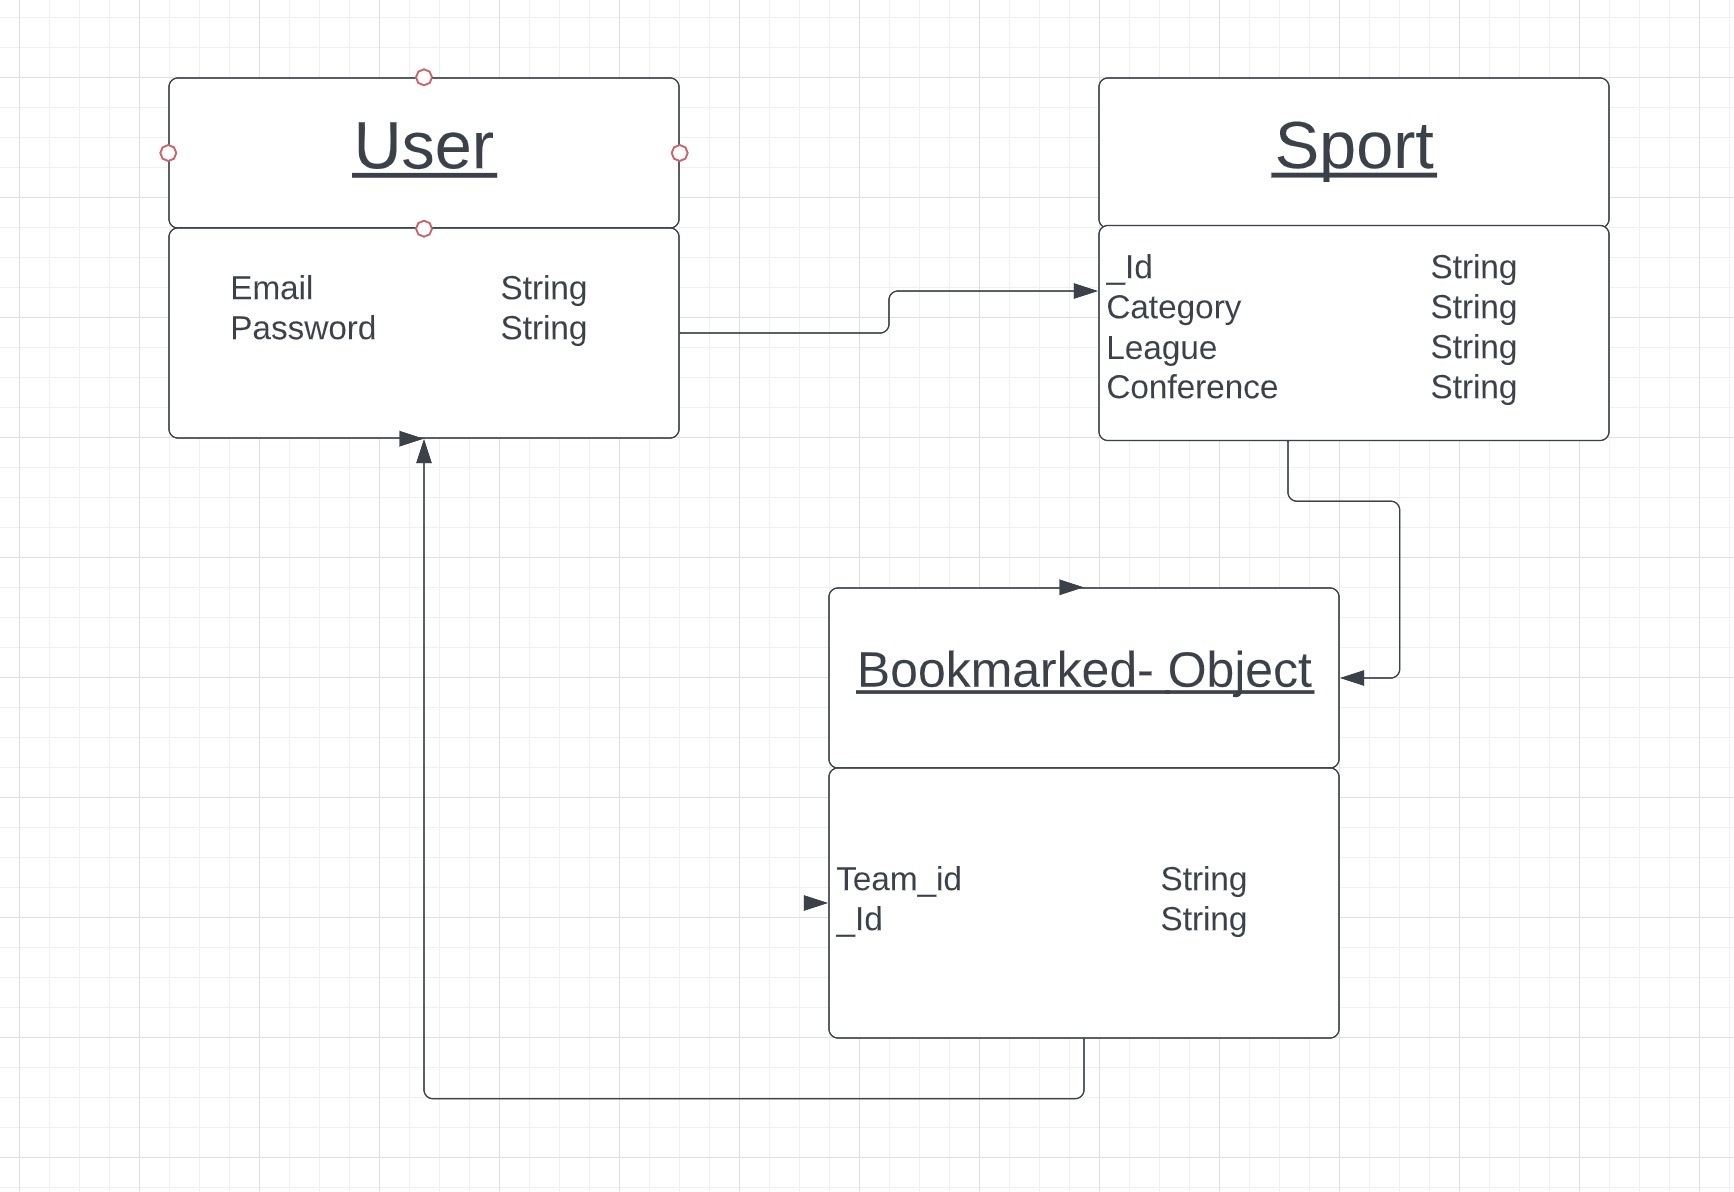 User
Email String
Password String
Sport
_Id String
Category String
League String
Conference String
Bookmarked- Object
Team_id String
_Id String